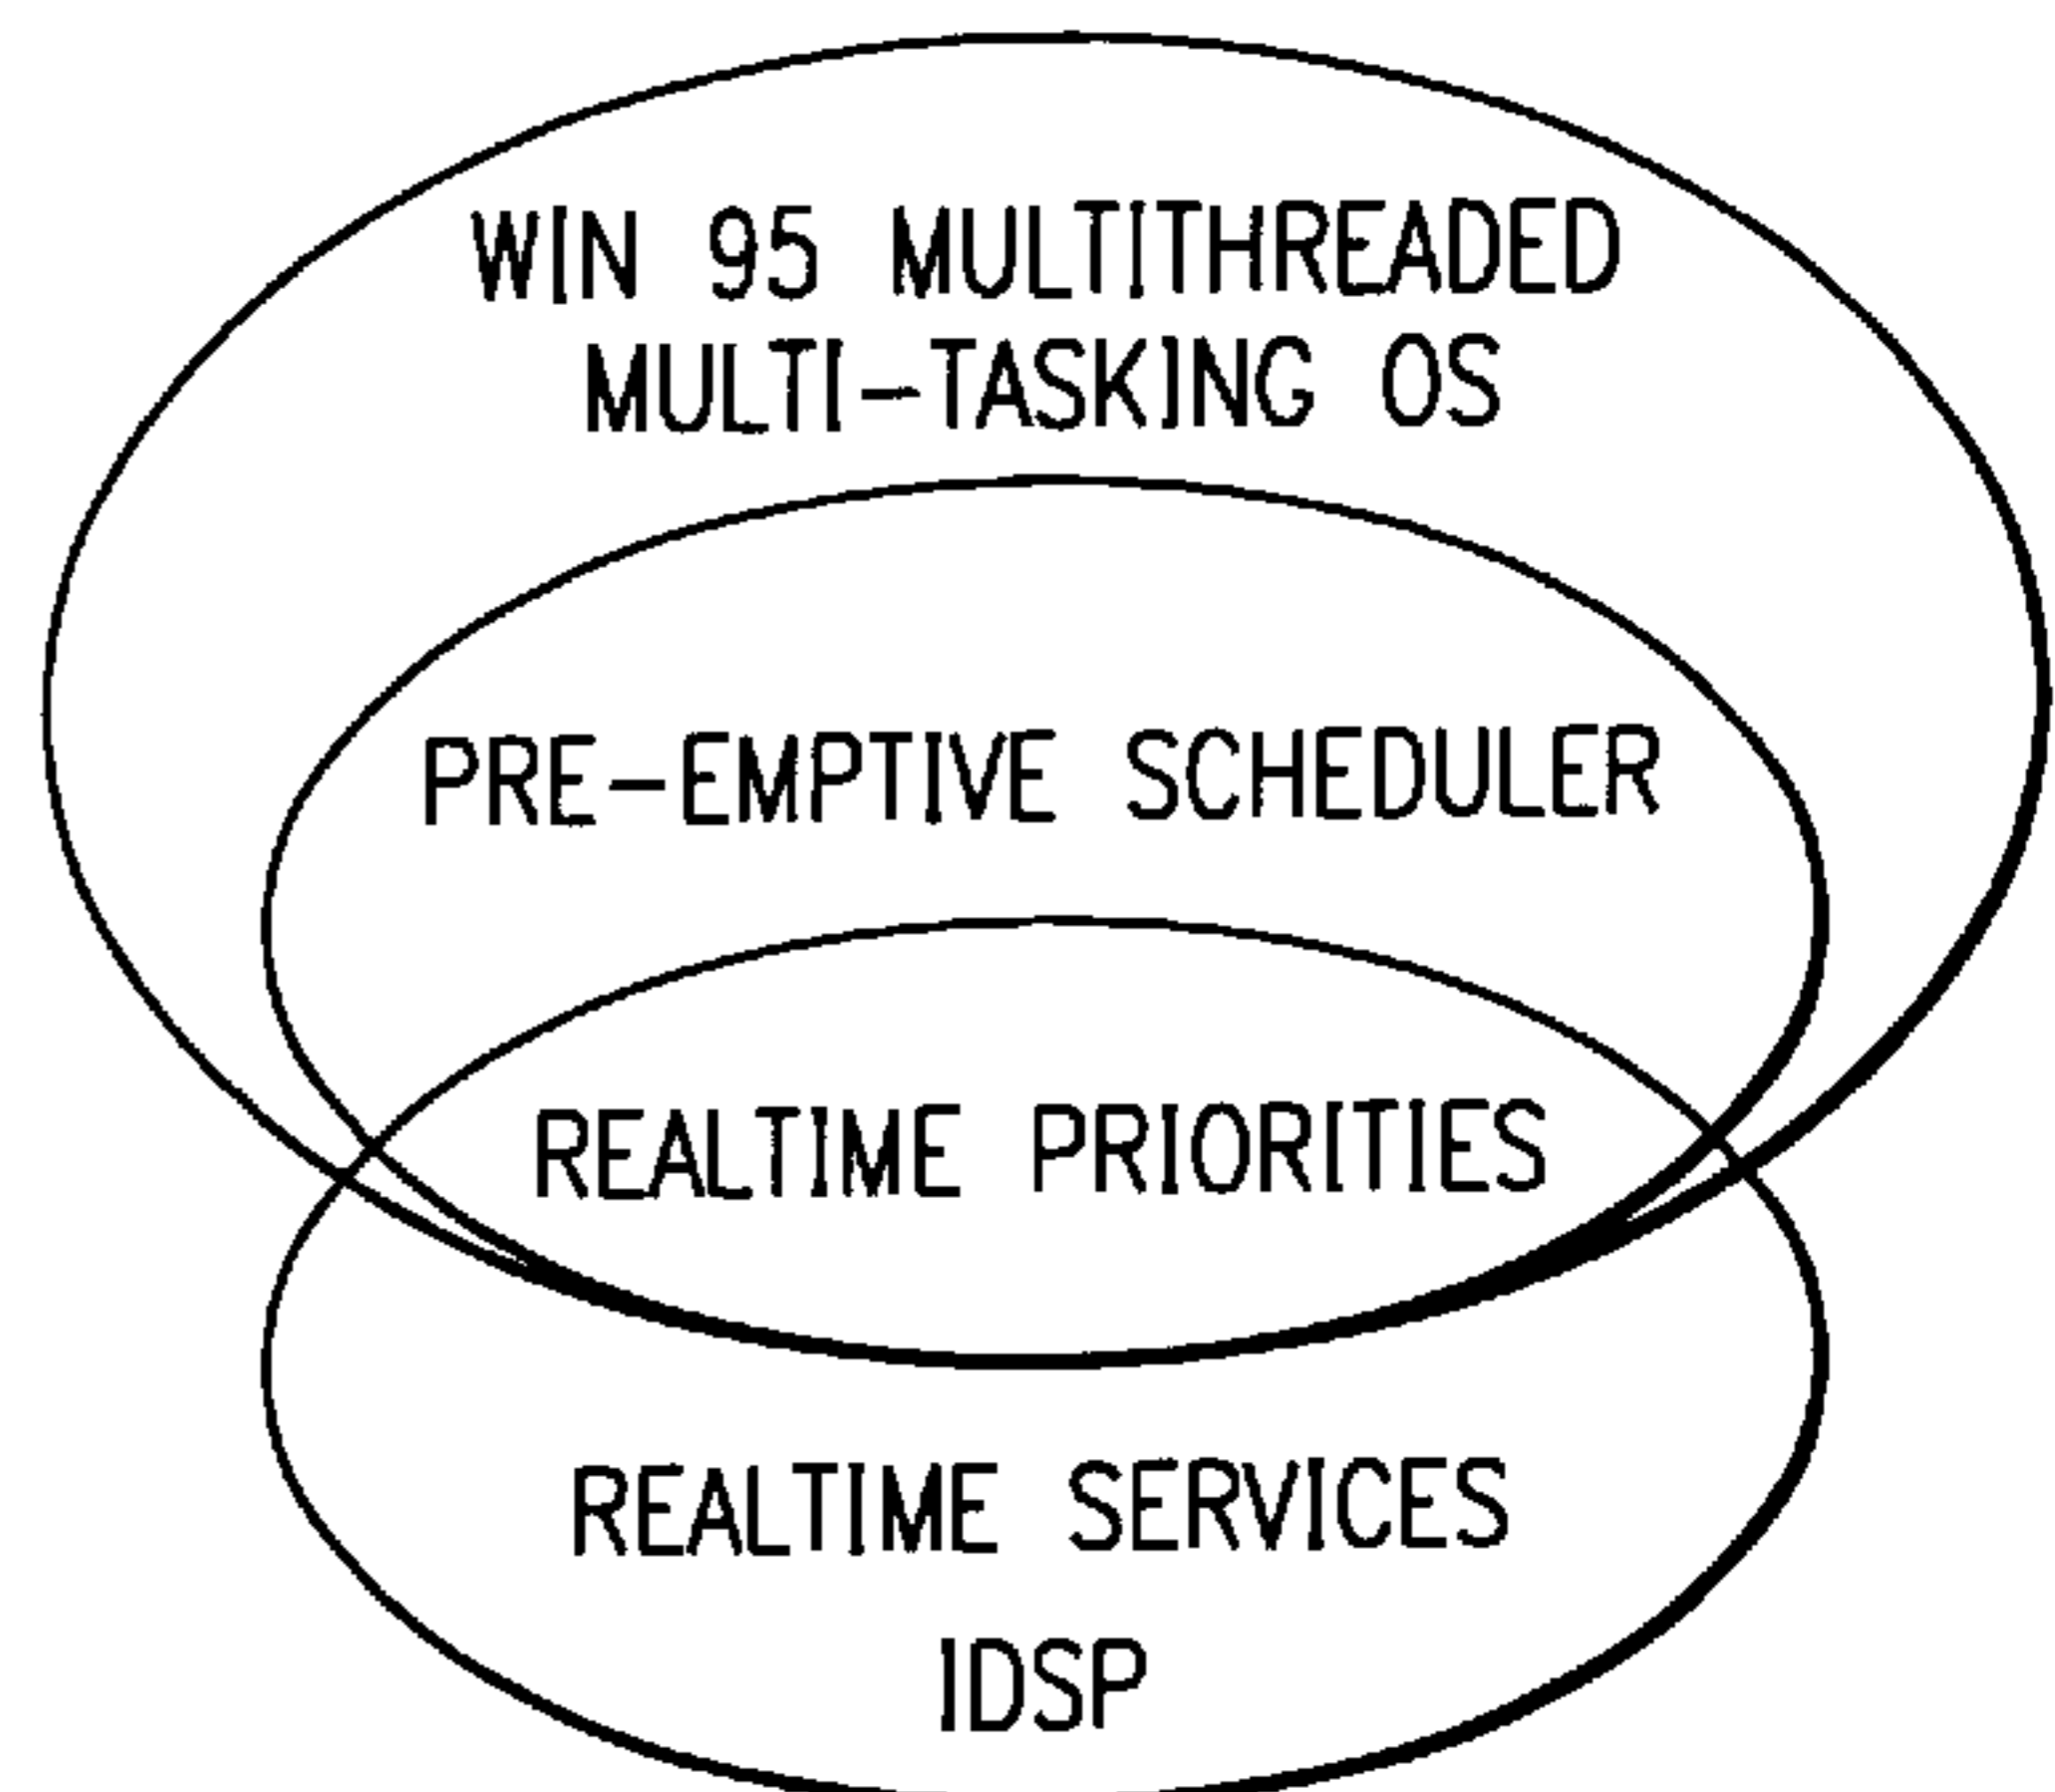 WIN 95 MULTITHREADED
MULTI-TASKING OS
PRE-EMPTIVE SCHEDULER
REALTIME PRIORITIES
REALTIME SERVICES
IDSP